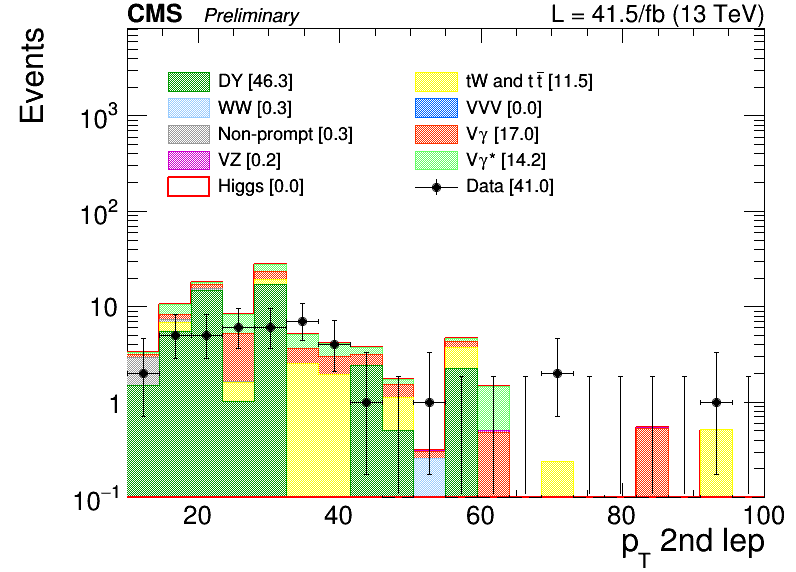 CMS Preliminary L = 41.5/fb (13 TeV)
Events
DY [46.3]
WW [0.3]
Non-prompt [0.3]
VZ [0.2]
Higgs [0.0]
tW and tt̅ [11.5]
VVV [0.0]
Vγ [17.0]
Vγ* [14.2]
Data [41.0]
10³
10²
10
1
10⁻¹
20 40 60 80 100
p_T 2nd lep